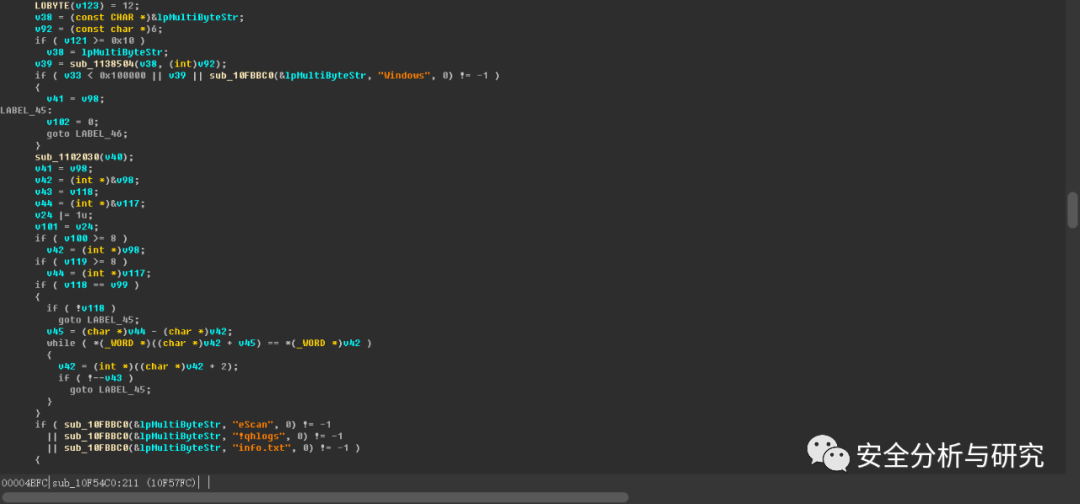 LOBYTE(v123) = 12;
v38 = (const CHAR *)&lpMultiByteStr;
v92 = (const char *)6;
if ( v121 >= 0x10 )
v38 = lpMultiByteStr;
v39 = sub_1138504(v38, (int)v92);
if ( v33 < 0x100000 || v39 || sub_10FBBC0(&lpMultiByteStr, "Windows", 0) != -1 )
{
v41 = v98;
LABEL_45:
v102 = 0;
goto LABEL_46;
}
sub_1102030(v40);
v41 = v98;
v42 = (int *)&v98;
v43 = v118;
v44 = (int *)&v117;
v24 |= 1u;
v101 = v24;
if ( v100 >= 8 )
v42 = (int *)v98;
if ( v119 >= 8 )
v44 = (int *)v117;
if ( v118 == v99 )
{
if ( !v118 )
goto LABEL_45;
v45 = (char *)v44 - (char *)v42;
while ( *(_WORD *)((char *)v42 + v45) == *(_WORD *)v42 )
{
v42 = (int *)((char *)v42 + 2);
if ( !--v43 )
goto LABEL_45;
}
}
if ( sub_10FBBC0(&lpMultiByteStr, "eScan", 0) != -1
|| sub_10FBBC0(&lpMultiByteStr, "!qhlogs", 0) != -1
|| sub_10FBBC0(&lpMultiByteStr, "info.txt", 0) != -1 )
{
安全分析与研究
00004BFC sub_10F54C0:211 (10F57FC)